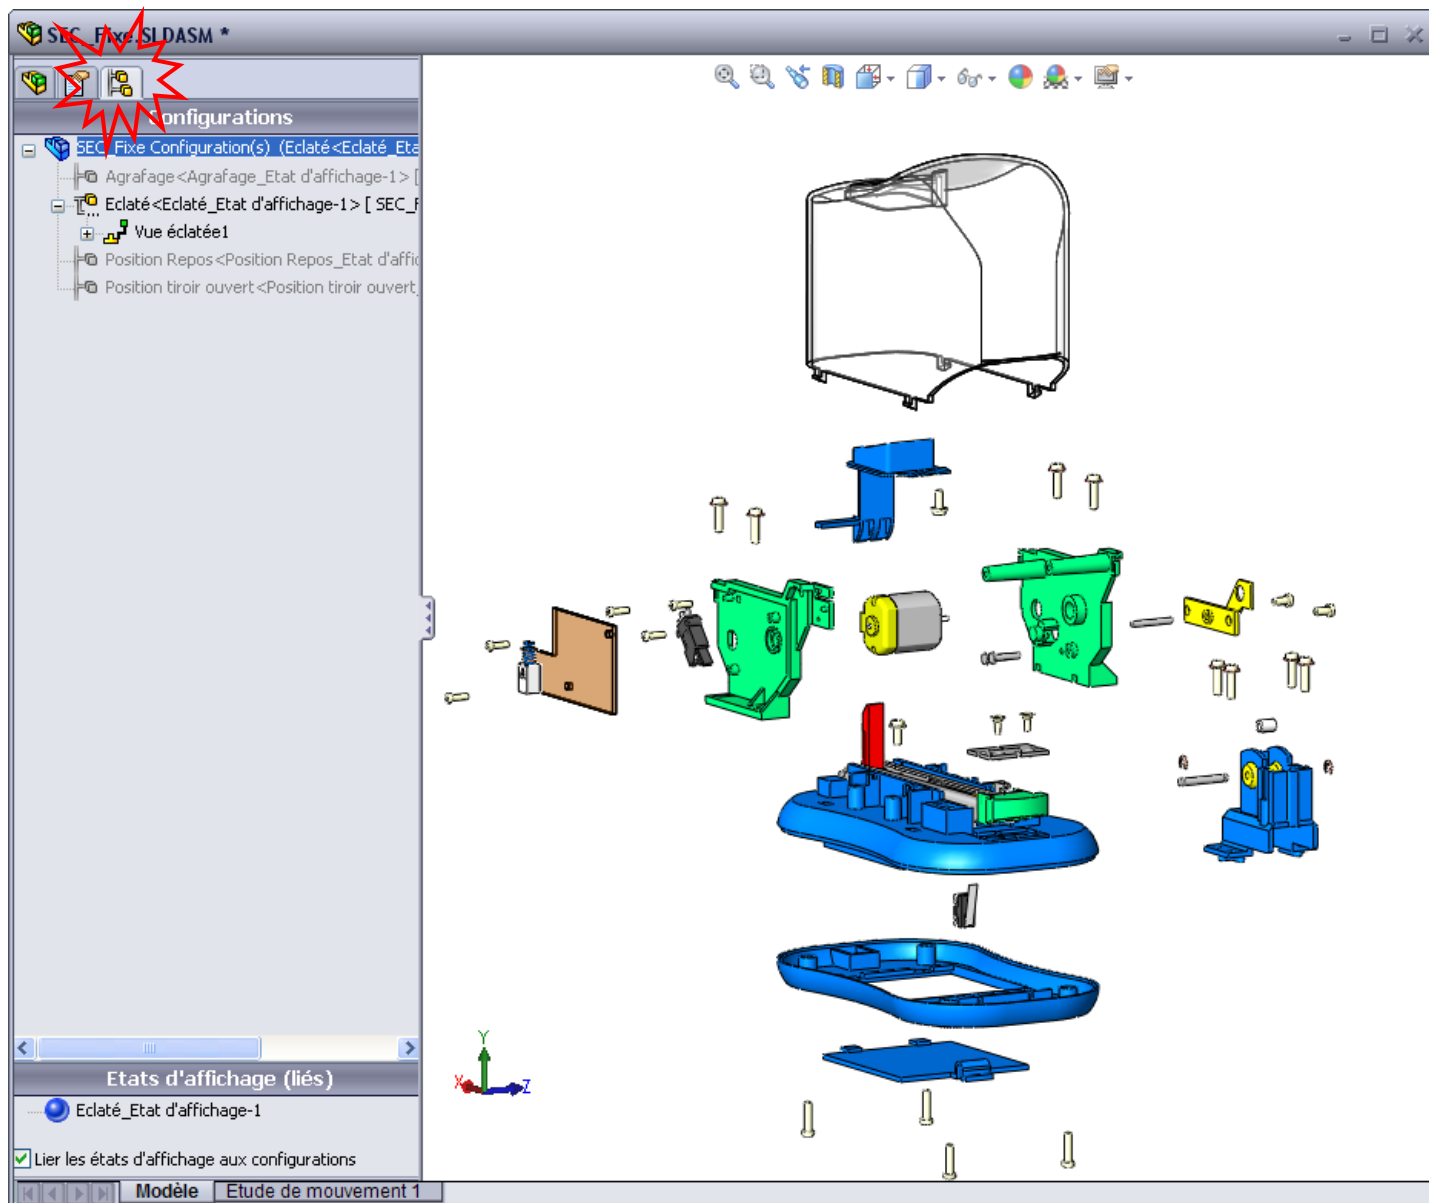 SEC_Fixe.SLDASM *
Configurations
SEC_Fixe Configuration(s) (Eclaté<Eclaté_Eta
Agrafage<Agrafage_Etat d'affichage-1> [
Eclaté<Eclaté_Etat d'affichage-1> [ SEC_F
Vue éclatée1
Position Repos<Position Repos_Etat d'affic
Position tiroir ouvert<Position tiroir ouvert_
Y
X
Z
Etats d'affichage (liés)
Eclaté_Etat d'affichage-1
Lier les états d'affichage aux configurations
Modèle
Etude de mouvement 1